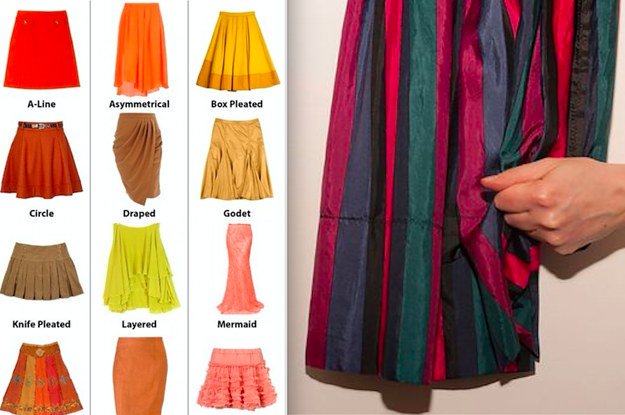 A-Line Asymmetrical Box Pleated
Circle Draped Godet
Knife Pleated Layered Mermaid